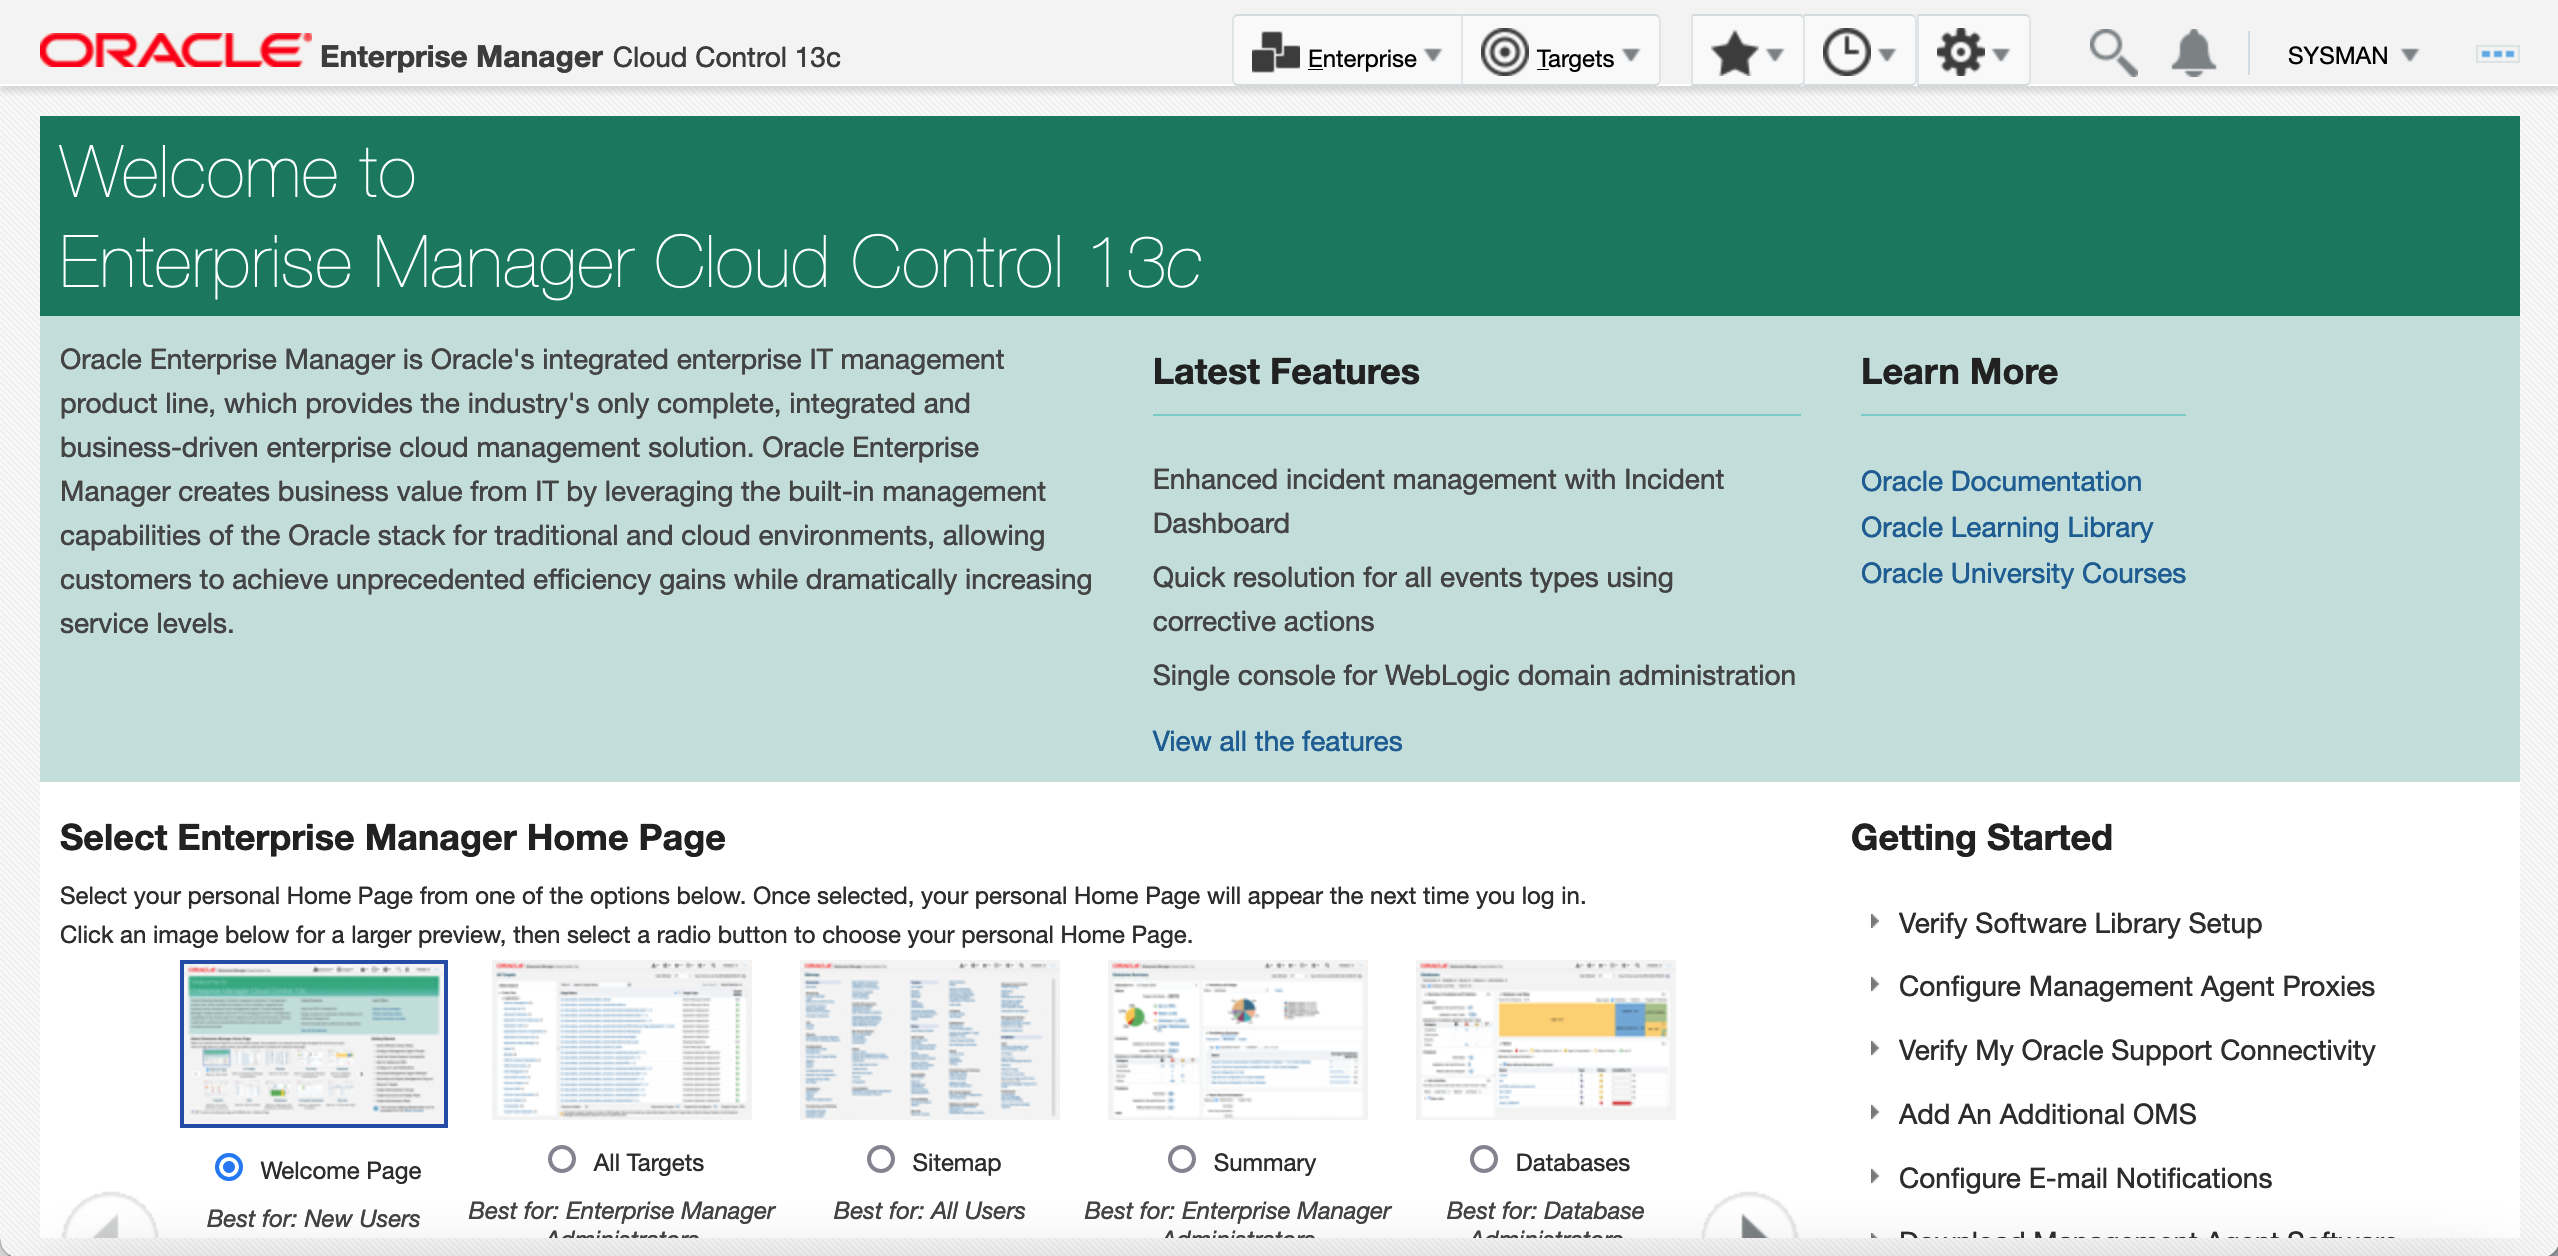 ORACLE Enterprise Manager Cloud Control 13c
Enterprise
Targets
SYSMAN
Welcome to
Enterprise Manager Cloud Control 13c
Oracle Enterprise Manager is Oracle's integrated enterprise IT management
product line, which provides the industry's only complete, integrated and
business-driven enterprise cloud management solution. Oracle Enterprise
Manager creates business value from IT by leveraging the built-in management
capabilities of the Oracle stack for traditional and cloud environments, allowing
customers to achieve unprecedented efficiency gains while dramatically increasing
service levels.
Latest Features
Enhanced incident management with Incident
Dashboard
Quick resolution for all events types using
corrective actions
Single console for WebLogic domain administration
View all the features
Learn More
Oracle Documentation
Oracle Learning Library
Oracle University Courses
Select Enterprise Manager Home Page
Select your personal Home Page from one of the options below. Once selected, your personal Home Page will appear the next time you log in.
Click an image below for a larger preview, then select a radio button to choose your personal Home Page.
Welcome Page
Best for: New Users
All Targets
Best for: Enterprise Manager
Administrators
Sitemap
Best for: All Users
Summary
Best for: Enterprise Manager
Administrators
Databases
Best for: Database
Administrators
Getting Started
Verify Software Library Setup
Configure Management Agent Proxies
Verify My Oracle Support Connectivity
Add An Additional OMS
Configure E-mail Notifications
Download Management Agent Software